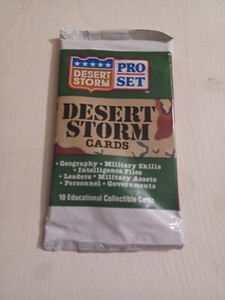 DESERT
STORM
PRO
SET
DESERT
STORM
CARDS
• Geography • Military Skills
• Intelligence Files
• Leaders • Military Assets
• Personnel • Governments
10 Educational Collectible Cards